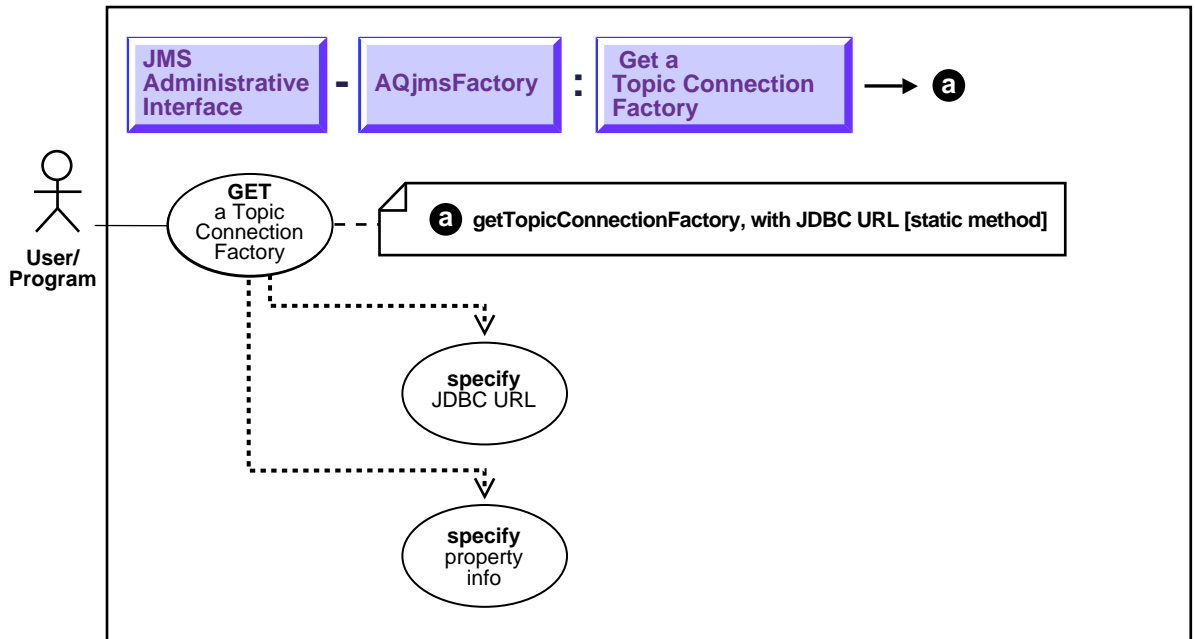 JMS
Administrative
Interface
-
AQjmsFactory
:
Get a
Topic Connection
Factory
a
User/
Program
GET
a Topic
Connection
Factory
a getTopicConnectionFactory, with JDBC URL [static method]
specify
JDBC URL
specify
property
info